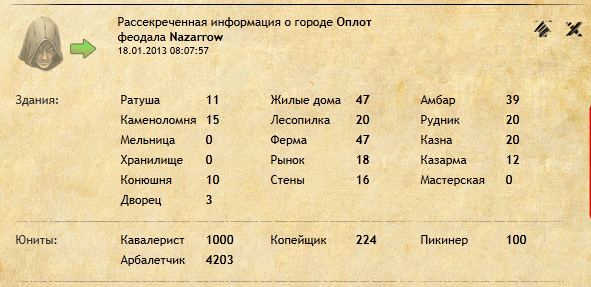 Рассекреченная информация о городе Оплот
феодала Nazarrow
18.01.2013 08:07:57
Здания: Ратуша 11 Жилые дома 47 Амбар 39
Каменоломня 15 Лесопилка 20 Рудник 20
Мельница 0 Ферма 47 Казна 20
Хранилище 0 Рынок 18 Казарма 12
Конюшня 10 Стены 16 Мастерская 0
Дворец 3
Юниты: Кавалерист 1000 Копейщик 224 Пикинер 100
Арбалетчик 4203